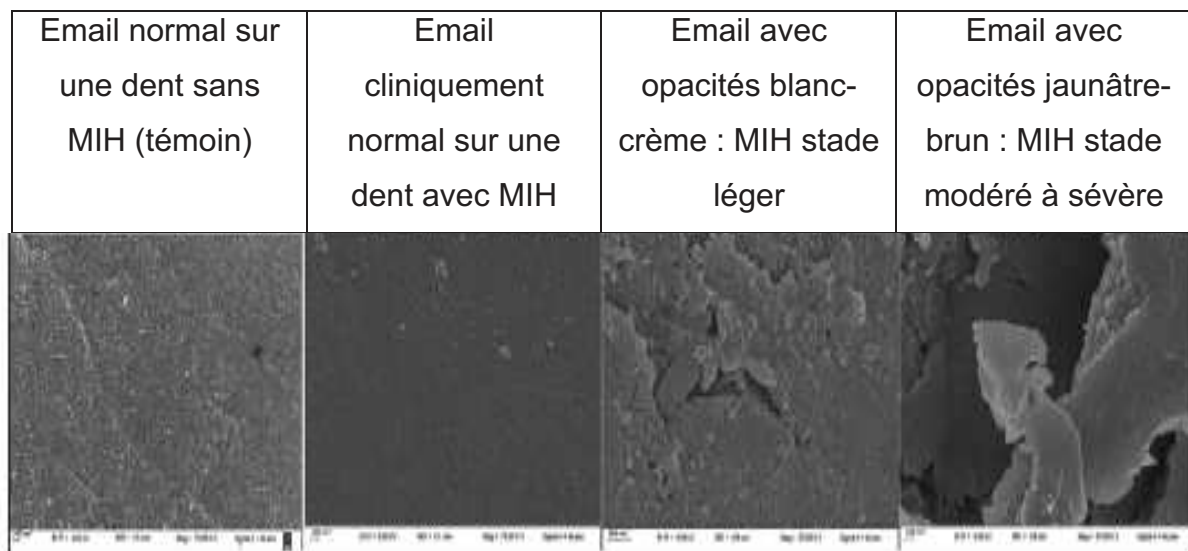 Email normal sur
une dent sans
MIH (témoin)
Email
cliniquement
normal sur une
dent avec MIH
Email avec
opacités blanc-
crème : MIH stade
léger
Email avec
opacités jaunâtre-
brun : MIH stade
modéré à sévère